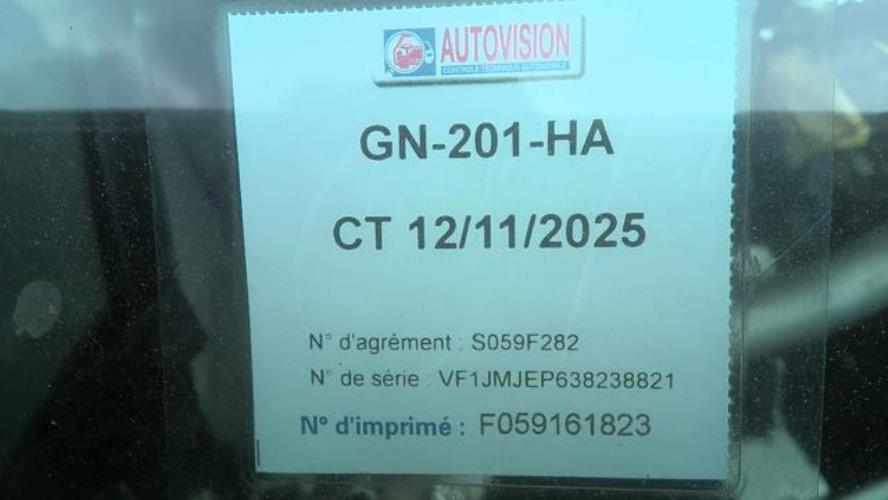 AUTOVISION
CONTROLE TECHNIQUE AUTOMOBILE
GN-201-HA
CT 12/11/2025
N° d'agrément : S059F282
N° de série : VF1JMJEP638238821
N° d'imprimé : F059161823